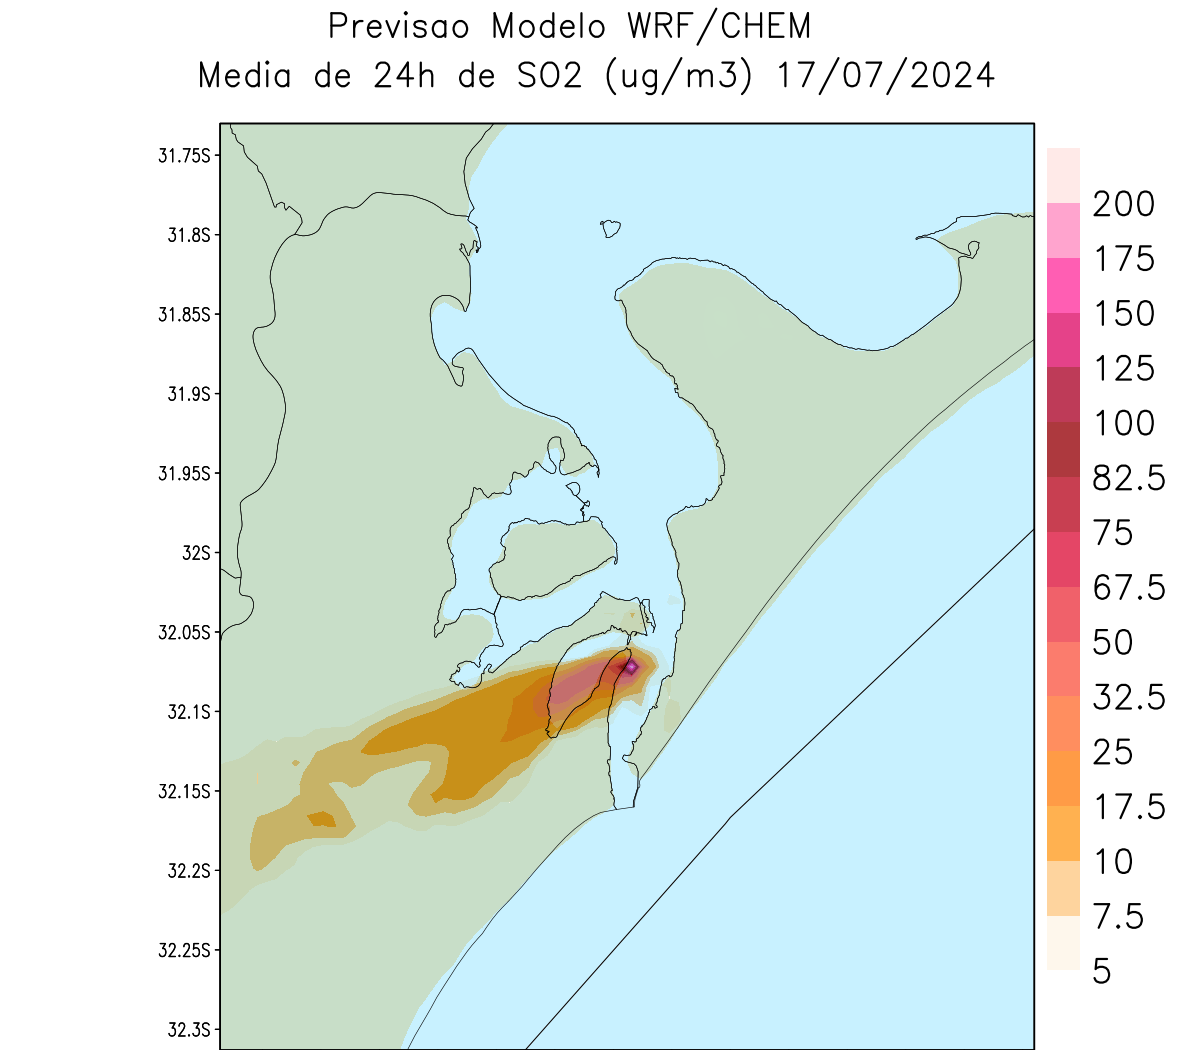 Previsao Modelo WRF/CHEM
Media de 24h de SO2 (ug/m3) 17/07/2024
31.75S
31.8S
31.85S
31.9S
31.95S
32S
32.05S
32.1S
32.15S
32.2S
32.25S
32.3S
200
175
150
125
100
82.5
75
67.5
50
32.5
25
17.5
10
7.5
5